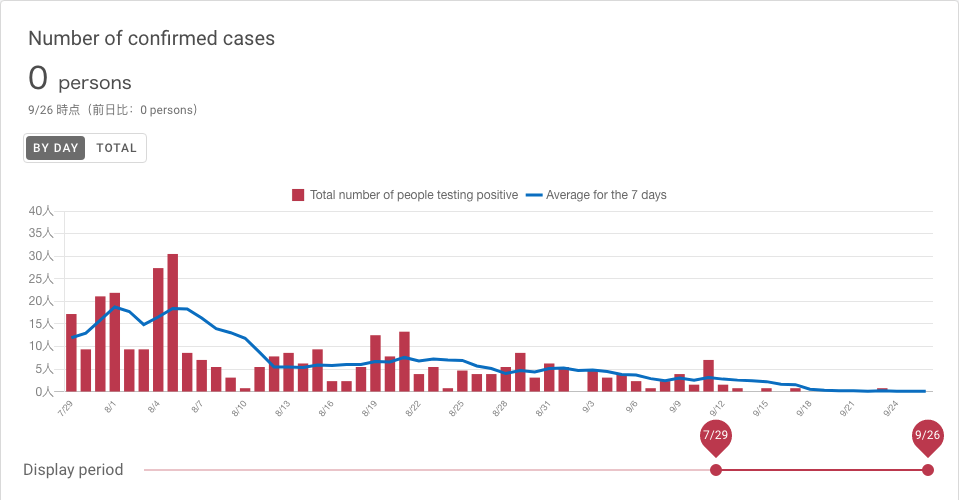 Number of confirmed cases
0 persons
9/26 時点（前日比：0 persons）
BY DAY TOTAL
Total number of people testing positive Average for the 7 days
40人
35人
30人
25人
20人
15人
10人
5人
0人
7/29 8/1 8/4 8/7 8/10 8/13 8/16 8/19 8/22 8/25 8/28 8/31 9/3 9/6 9/9 9/12 9/15 9/18 9/21 9/24
7/29 9/26
Display period